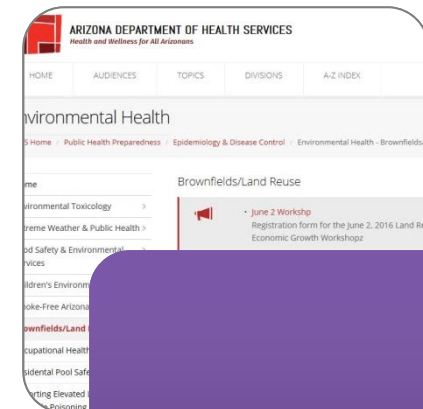 ARIZONA DEPARTMENT OF HEALTH SERVICES
Health and Wellness for All Arizonans
HOME AUDIENCES TOPICS DIVISIONS A-Z INDEX
vironmental Health
S Home / Public Health Preparedness / Epidemiology & Disease Control / Environmental Health - Brownfields/
me
vironmental Toxicology
treme Weather & Public Health
od Safety & Environmental
rvices
ildren's Environm
oke-Free Arizona
ownfields/Land
cupational Health
sidental Pool Safe
orting Elevated
Poisoning
Brownfields/Land Reuse
• June 2 Workshp
Registration form for the June 2, 2016 Land Re
Economic Growth Workshopz